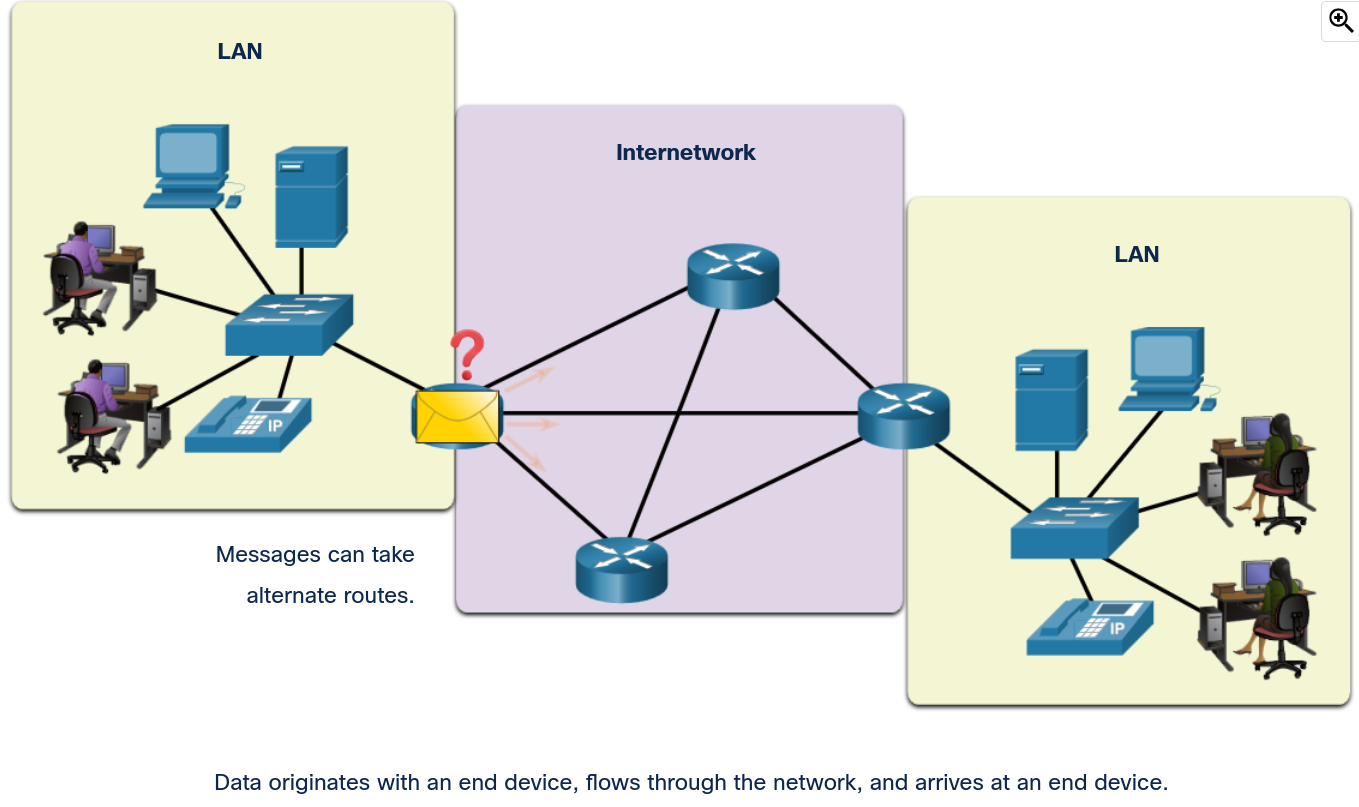 LAN
Internetwork
LAN
?
IP
Messages can take
alternate routes.
IP
Data originates with an end device, flows through the network, and arrives at an end device.